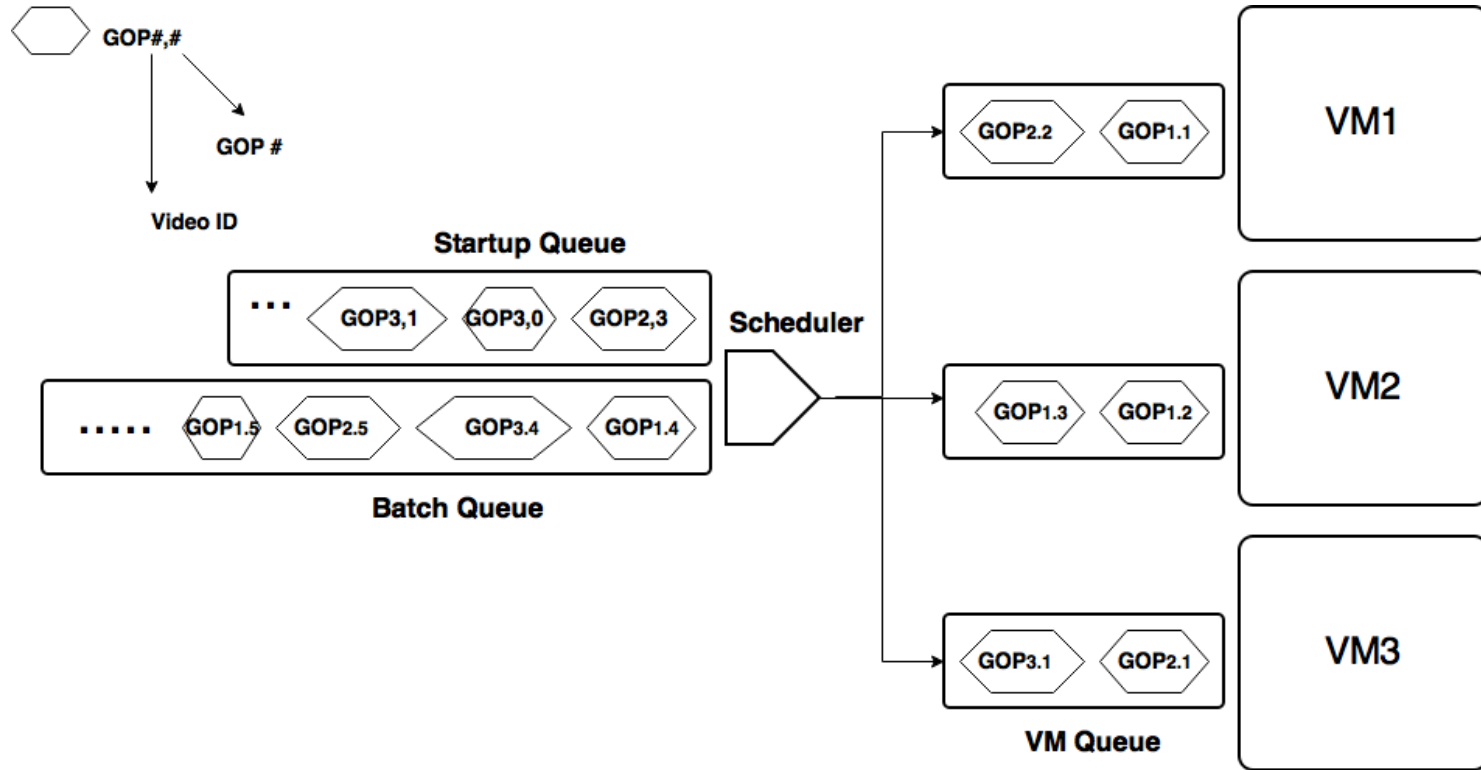 GOP#,#
GOP #
Video ID
Startup Queue
... GOP3,1 GOP3,0 GOP2,3
Scheduler
..... GOP1.5 GOP2.5 GOP3.4 GOP1.4
Batch Queue
GOP2.2 GOP1.1
VM1
GOP1.3 GOP1.2
VM2
GOP3.1 GOP2.1
VM3
VM Queue